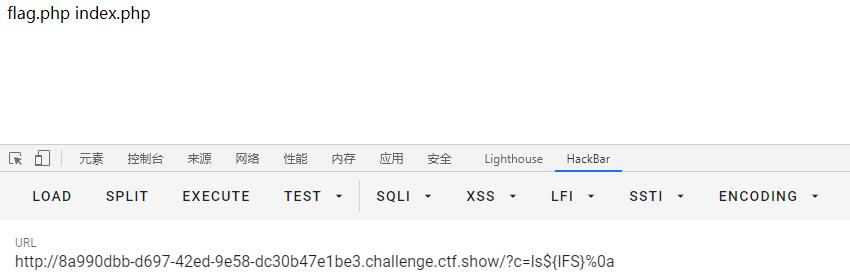 flag.php index.php
元素 控制台 来源 网络 性能 内存 应用 安全 Lighthouse HackBar
LOAD SPLIT EXECUTE TEST SQLI XSS LFI SSTI ENCODING
URL
http://8a990dbb-d697-42ed-9e58-dc30b47e1be3.challenge.ctf.show/?c=ls${IFS}%0a